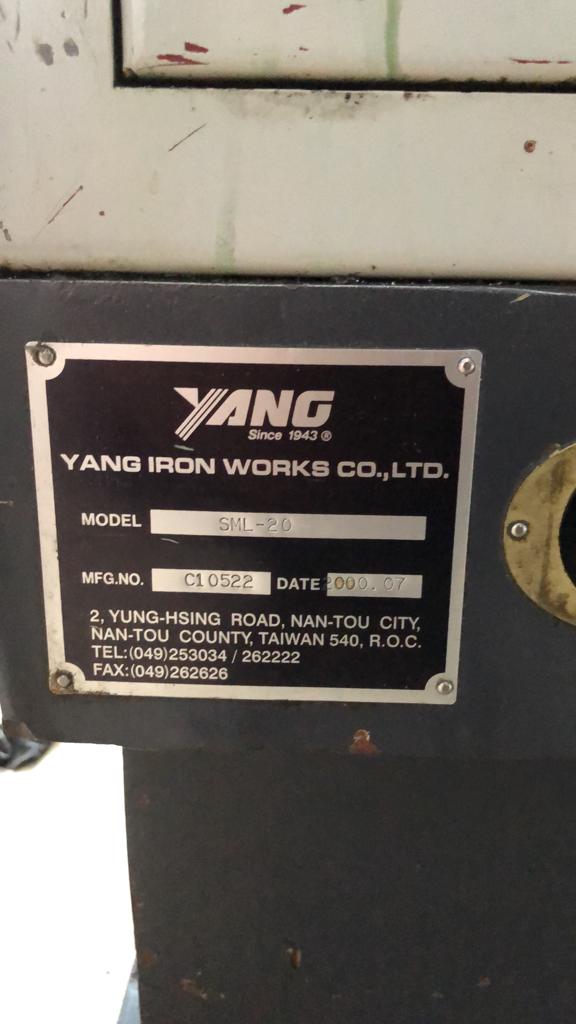 YANG
Since 1943 ®
YANG IRON WORKS CO.,LTD.
MODEL SML-20
MFG.NO. C10522 DATE 2000.07
2, YUNG-HSING ROAD, NAN-TOU CITY,
NAN-TOU COUNTY, TAIWAN 540, R.O.C.
TEL:(049)253034 / 262222
FAX:(049)262626